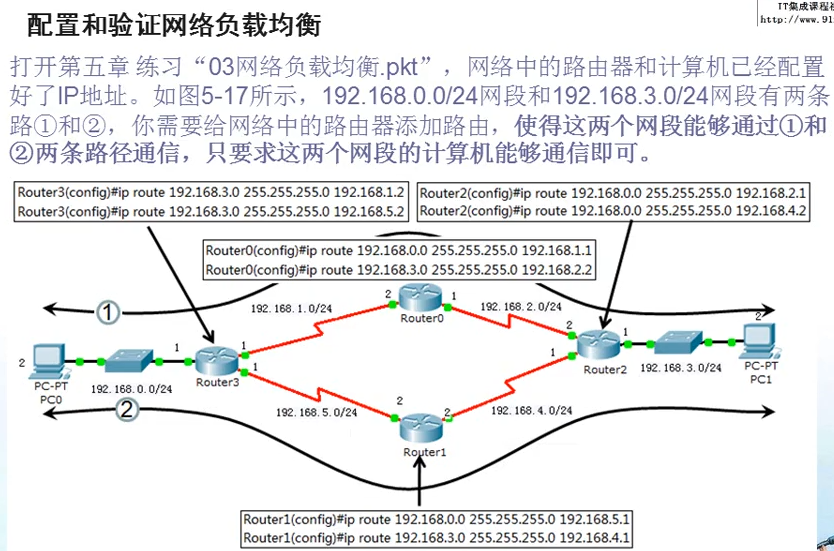 IT集成课程视
http://www.91
配置和验证网络负载均衡
打开第五章 练习“03网络负载均衡.pkt”，网络中的路由器和计算机已经配置
好了IP地址。如图5-17所示，192.168.0.0/24网段和192.168.3.0/24网段有两条
路①和②，你需要给网络中的路由器添加路由，使得这两个网段能够通过①和
②两条路径通信，只要求这两个网段的计算机能够通信即可。
Router3(config)#ip route 192.168.3.0 255.255.255.0 192.168.1.2
Router3(config)#ip route 192.168.3.0 255.255.255.0 192.168.5.2
Router2(config)#ip route 192.168.0.0 255.255.255.0 192.168.2.1
Router2(config)#ip route 192.168.0.0 255.255.255.0 192.168.4.2
Router0(config)#ip route 192.168.0.0 255.255.255.0 192.168.1.1
Router0(config)#ip route 192.168.3.0 255.255.255.0 192.168.2.2
1
192.168.1.0/24
2
1
192.168.2.0/24
Router0
2
2
PC-PT
PC0
192.168.0.0/24
1
1
1
Router3
2
1
1
Router2
192.168.3.0/24
2
PC-PT
PC1
192.168.5.0/24
2
2
192.168.4.0/24
Router1
Router1(config)#ip route 192.168.0.0 255.255.255.0 192.168.5.1
Router1(config)#ip route 192.168.3.0 255.255.255.0 192.168.4.1